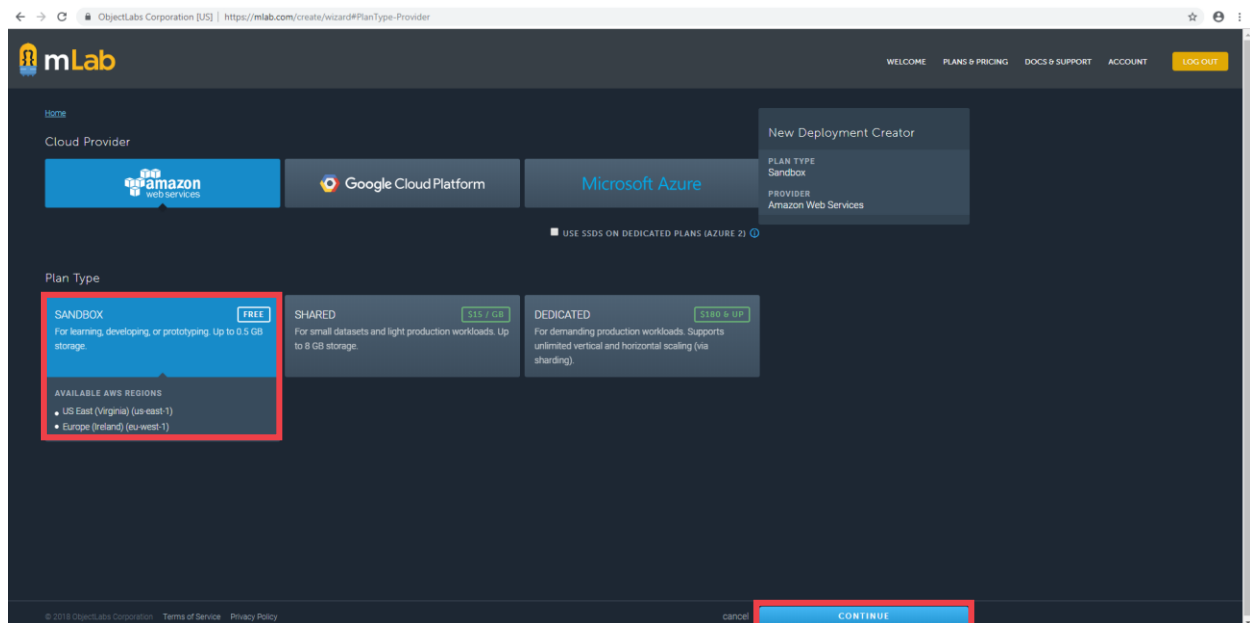 ObjectLabs Corporation [US] | https://mlab.com/create/wizard#PlanType-Provider
mLab
WELCOME PLANS & PRICING DOCS & SUPPORT ACCOUNT LOG OUT
Home
Cloud Provider
amazon
webservices
Google Cloud Platform
Microsoft Azure
USE SSDS ON DEDICATED PLANS (AZURE 2)
New Deployment Creator
PLAN TYPE
Sandbox
PROVIDER
Amazon Web Services
Plan Type
SANDBOX FREE
For learning, developing, or prototyping. Up to 0.5 GB
storage.
AVAILABLE AWS REGIONS
US East (Virginia) (us-east-1)
Europe (Ireland) (eu-west-1)
SHARED $15 / GB
For small datasets and light production workloads. Up
to 8 GB storage.
DEDICATED $180 & UP
For demanding production workloads. Supports
unlimited vertical and horizontal scaling (via
sharding).
© 2018 ObjectLabs Corporation Terms of Service Privacy Policy
cancel
CONTINUE